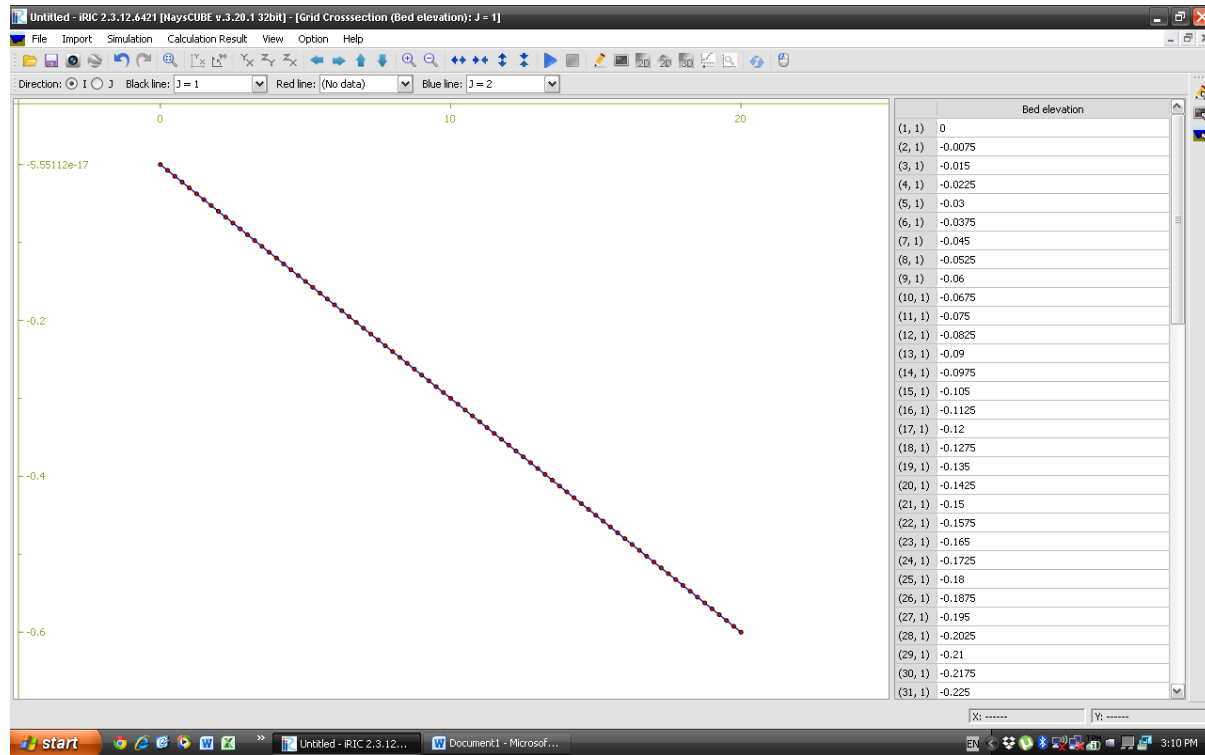 Untitled - iRIC 2.3.12.6421 [NaysCUBE v.3.20.1 32bit] - [Grid Crosssection (Bed elevation): J = 1]
File Import Simulation Calculation Result View Option Help
Direction: I J Black line: J = 1 Red line: (No data) Blue line: J = 2
0 10 20
-5.55112e-17
-0.2
-0.4
-0.6
Bed elevation
(1, 1) 0
(2, 1) -0.0075
(3, 1) -0.015
(4, 1) -0.0225
(5, 1) -0.03
(6, 1) -0.0375
(7, 1) -0.045
(8, 1) -0.0525
(9, 1) -0.06
(10, 1) -0.0675
(11, 1) -0.075
(12, 1) -0.0825
(13, 1) -0.09
(14, 1) -0.0975
(15, 1) -0.105
(16, 1) -0.1125
(17, 1) -0.12
(18, 1) -0.1275
(19, 1) -0.135
(20, 1) -0.1425
(21, 1) -0.15
(22, 1) -0.1575
(23, 1) -0.165
(24, 1) -0.1725
(25, 1) -0.18
(26, 1) -0.1875
(27, 1) -0.195
(28, 1) -0.2025
(29, 1) -0.21
(30, 1) -0.2175
(31, 1) -0.225
X: ------ Y: ------
start Untitled - iRIC 2.3.12... Document1 - Microsof... EN 3:10 PM